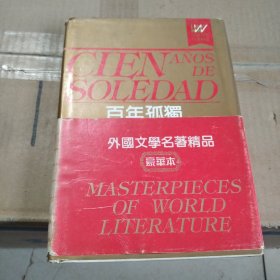 W
CIEN AÑOS
DE
SOLEDAD
百年孤獨
外國文學名著精品
豪華本
MASTERPIECES
OF WORLD
LITERATURE